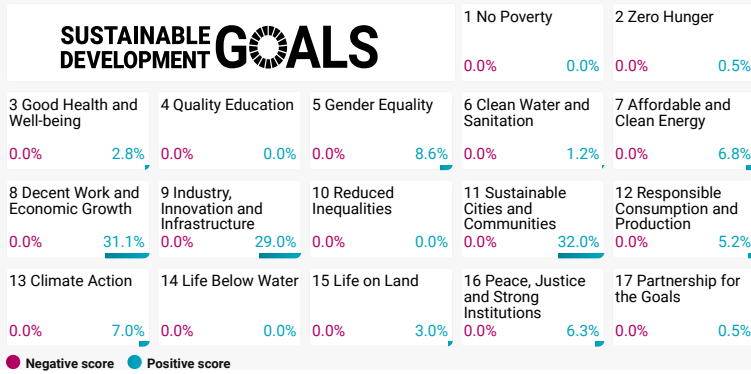 SUSTAINABLE
DEVELOPMENT
GOALS
1 No Poverty
0.0% 0.0%
2 Zero Hunger
0.0% 0.5%
3 Good Health and
Well-being
0.0% 2.8%
4 Quality Education
0.0% 0.0%
5 Gender Equality
0.0% 8.6%
6 Clean Water and
Sanitation
0.0% 1.2%
7 Affordable and
Clean Energy
0.0% 6.8%
8 Decent Work and
Economic Growth
0.0% 31.1%
9 Industry,
Innovation and
Infrastructure
0.0% 29.0%
10 Reduced
Inequalities
0.0% 0.0%
11 Sustainable
Cities and
Communities
0.0% 32.0%
12 Responsible
Consumption and
Production
0.0% 5.2%
13 Climate Action
0.0% 7.0%
14 Life Below Water
0.0% 0.0%
15 Life on Land
0.0% 3.0%
16 Peace, Justice
and Strong
Institutions
0.0% 6.3%
17 Partnership for
the Goals
0.0% 0.5%
Negative score Positive score